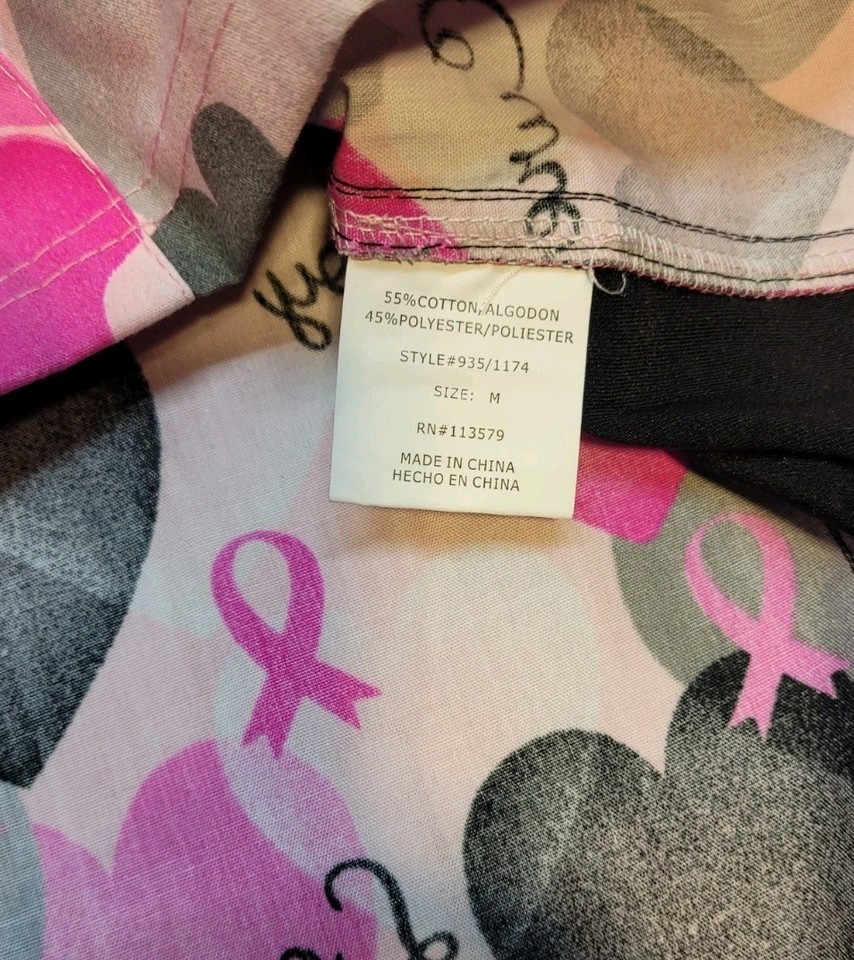 55%COTTON/ALGODON
45%POLYESTER/POLIESTER
STYLE#935/1174
SIZE: M
RN#113579
MADE IN CHINA
HECHO EN CHINA